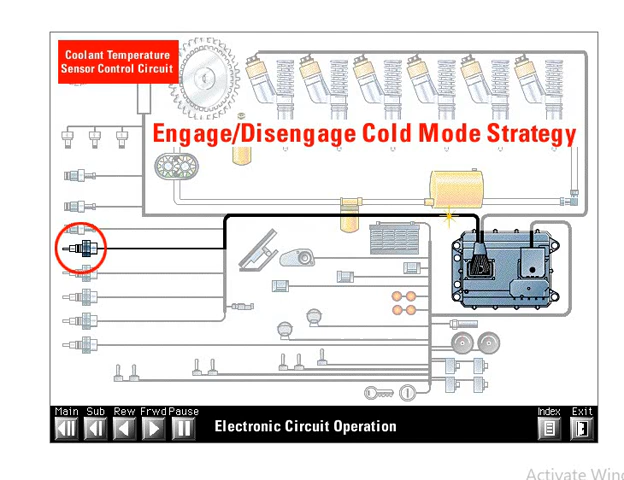 Coolant Temperature
Sensor Control Circuit
Engage/Disengage Cold Mode Strategy
Main Sub Rew Frwd Pause
Electronic Circuit Operation
Index Exit
Activate Wind